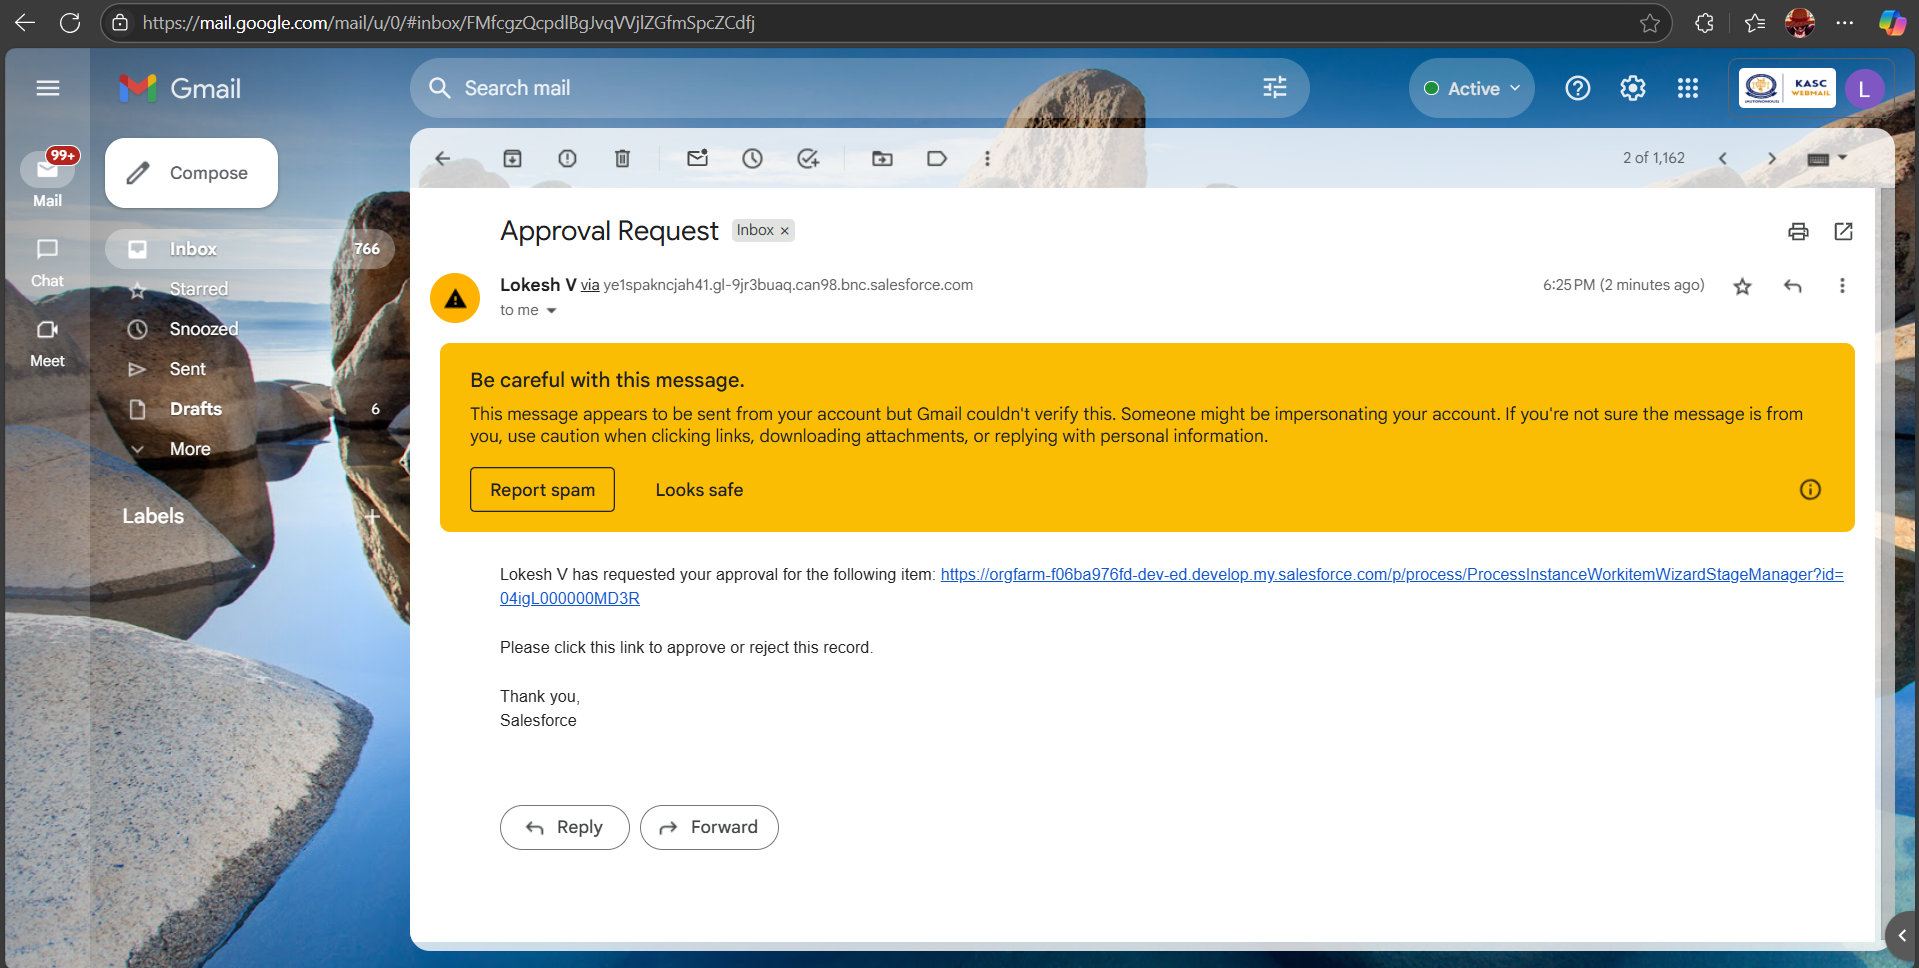 https://mail.google.com/mail/u/0/#inbox/FMfcgzQcpdlBgJvqVVjlZGfmSpcZCdfj
Gmail
Search mail
Active
KASC
WEBMAIL
L
99+
Mail
Chat
Meet
Compose
Inbox 766
Starred
Snoozed
Sent
Drafts 6
More
Labels
2 of 1,162
Approval Request Inbox ×
Lokesh V via ye1spakncjah41.gl-9jr3buaq.can98.bnc.salesforce.com 6:25 PM (2 minutes ago)
to me
Be careful with this message.
This message appears to be sent from your account but Gmail couldn't verify this. Someone might be impersonating your account. If you're not sure the message is from
you, use caution when clicking links, downloading attachments, or replying with personal information.
Report spam Looks safe
Lokesh V has requested your approval for the following item: https://orgfarm-f06ba976fd-dev-ed.develop.my.salesforce.com/p/process/ProcessInstanceWorkitemWizardStageManager?id=
04igL000000MD3R
Please click this link to approve or reject this record.
Thank you,
Salesforce
Reply Forward